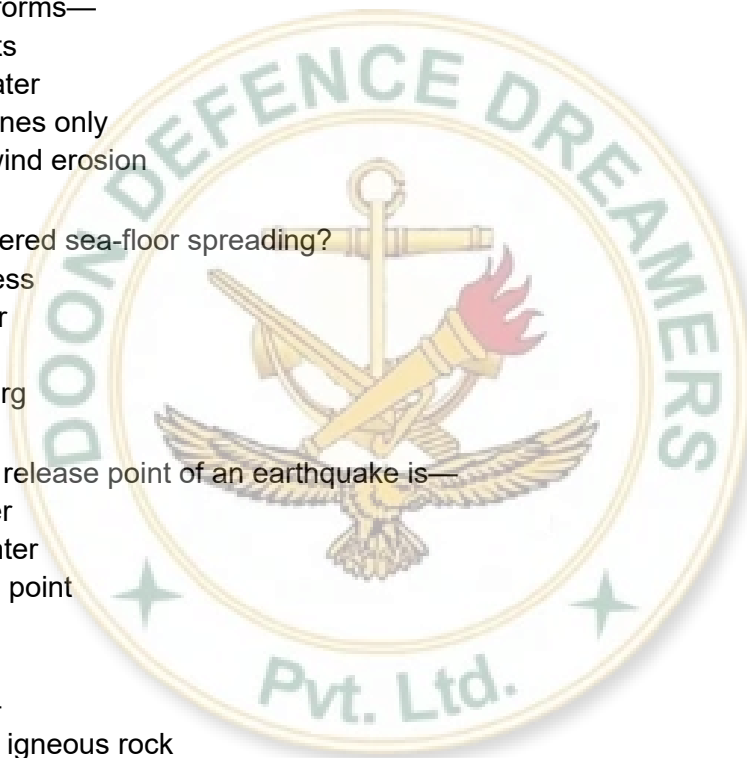 orms—
ts
ater
nes only
wind erosion
ered sea-floor spreading?
ess
r
rg
release point of an earthquake is—
er
nter
point
igneous rock
DOON DEFENCE DREAMERS
Pvt. Ltd.